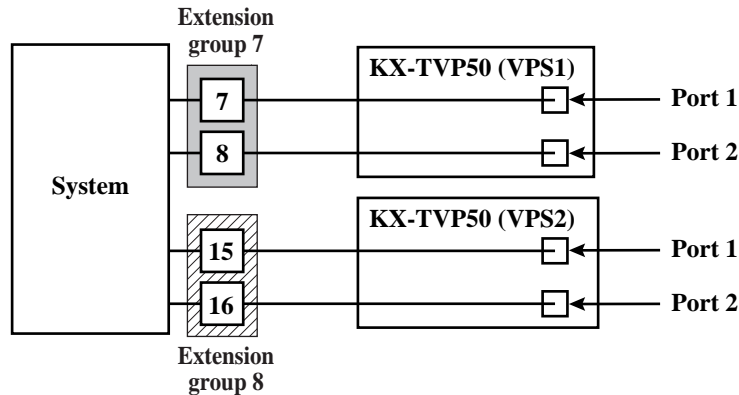 Extension
group 7
System
KX-TVP50 (VPS1)
7
Port 1
8
Port 2
KX-TVP50 (VPS2)
15
Port 1
16
Port 2
Extension
group 8